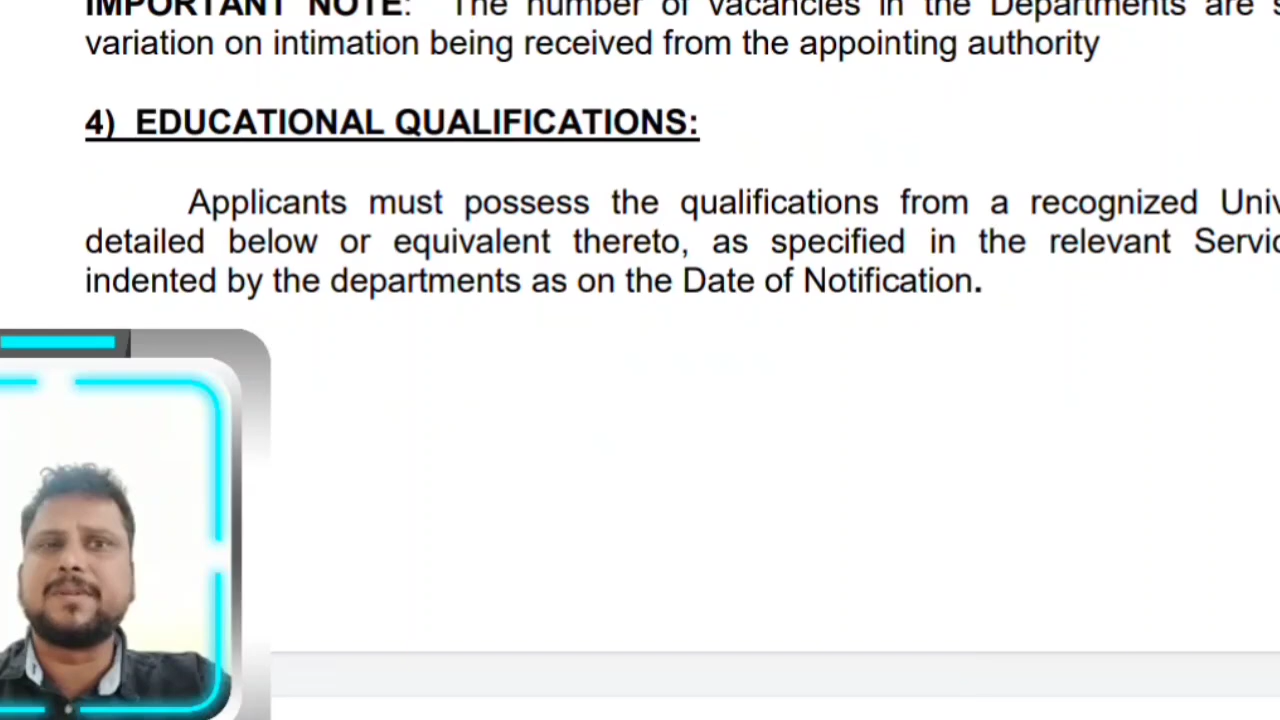 IMPORTANT NOTE: The number of vacancies in the Departments are
variation on intimation being received from the appointing authority
4) EDUCATIONAL QUALIFICATIONS:
Applicants must possess the qualifications from a recognized
detailed below or equivalent thereto, as specified in the relevant
indented by the departments as on the Date of Notification.